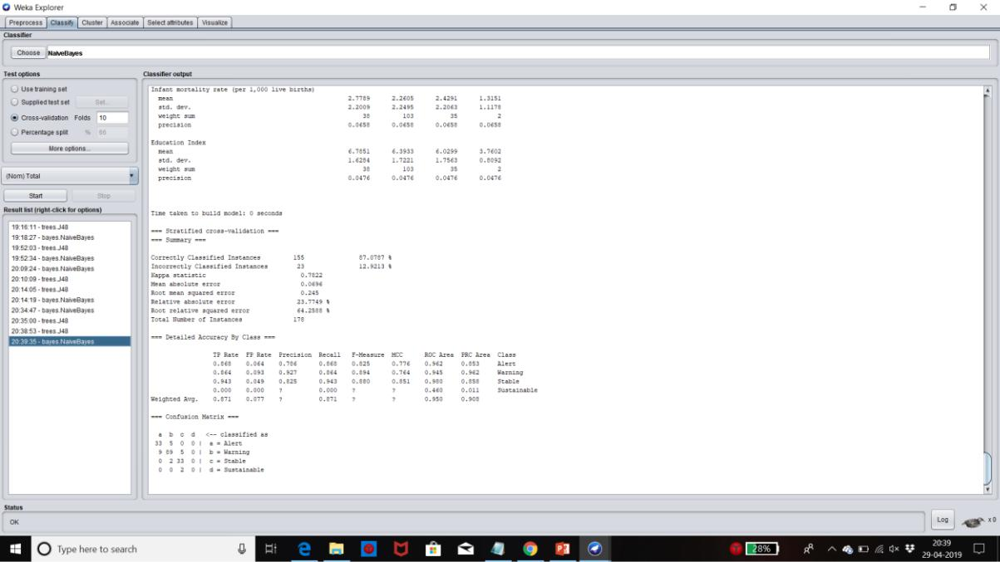 Weka Explorer
Preprocess Classify Cluster Associate Select attributes Visualize
Classifier
Choose NaiveBayes
Test options
Use training set
Supplied test set Set...
Cross-validation Folds 10
Percentage split % 66
More options...
(Nom) Total
Start Stop
Result list (right-click for options)
19:16:11 - trees.J48
19:18:27 - bayes.NaiveBayes
19:52:03 - trees.J48
19:52:34 - bayes.NaiveBayes
20:09:24 - bayes.NaiveBayes
20:10:09 - trees.J48
20:14:05 - trees.J48
20:14:19 - bayes.NaiveBayes
20:34:47 - bayes.NaiveBayes
20:35:00 - trees.J48
20:38:53 - trees.J48
20:39:35 - bayes.NaiveBayes
Classifier output
Infant mortality rate (per 1,000 live births)
mean 2.7789 2.2605 2.4291 1.3151
std. dev. 2.2009 2.2495 2.2063 1.1178
weight sum 38 103 35 2
precision 0.0658 0.0658 0.0658 0.0658
Education Index
mean 6.7851 6.3933 6.0299 3.7602
std. dev. 1.6284 1.7221 1.7563 0.8092
weight sum 38 103 35 2
precision 0.0476 0.0476 0.0476 0.0476
Time taken to build model: 0 seconds
=== Stratified cross-validation ===
=== Summary ===
Correctly Classified Instances 155 87.0787 %
Incorrectly Classified Instances 23 12.9213 %
Kappa statistic 0.7822
Mean absolute error 0.0696
Root mean squared error 0.245
Relative absolute error 23.7749 %
Root relative squared error 64.2588 %
Total Number of Instances 178
=== Detailed Accuracy By Class ===
TP Rate FP Rate Precision Recall F-Measure MCC ROC Area PRC Area Class
0.868 0.064 0.786 0.868 0.825 0.776 0.962 0.853 Alert
0.864 0.093 0.927 0.864 0.894 0.764 0.945 0.962 Warning
0.943 0.049 0.825 0.943 0.880 0.851 0.980 0.858 Stable
0.000 0.000 ? 0.000 ? ? 0.460 0.011 Sustainable
Weighted Avg. 0.871 0.077 ? 0.871 ? ? 0.950 0.908
=== Confusion Matrix ===
a b c d <-- classified as
33 5 0 0 | a = Alert
9 89 5 0 | b = Warning
0 2 33 0 | c = Stable
0 0 2 0 | d = Sustainable
Status
OK
Log x 0
Type here to search
28%
20:39
29-04-2019